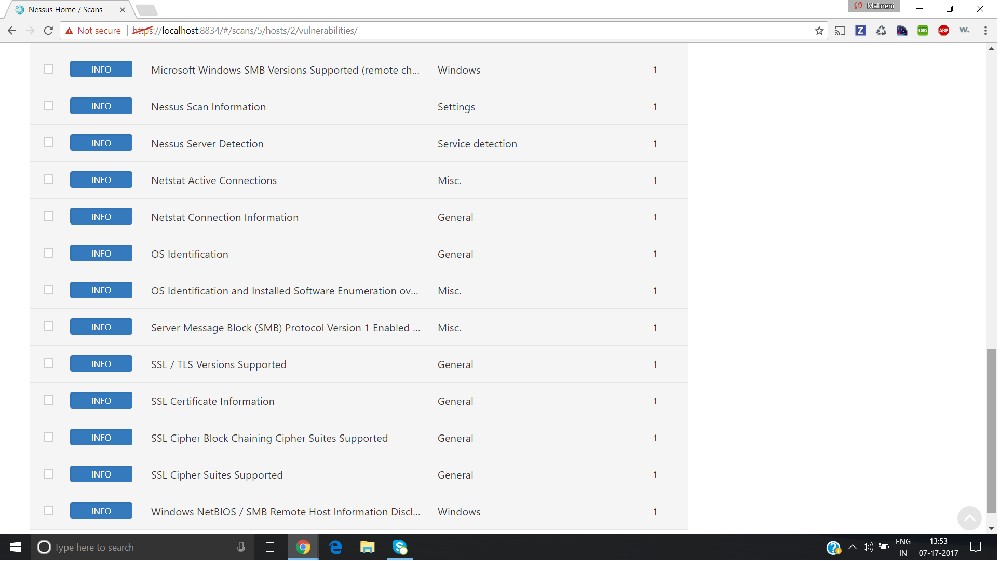 Nessus Home / Scans
Malineni
Not secure https://localhost:8834/#/scans/5/hosts/2/vulnerabilities/
Z CORS ABP w.
INFO Microsoft Windows SMB Versions Supported (remote ch... Windows 1
INFO Nessus Scan Information Settings 1
INFO Nessus Server Detection Service detection 1
INFO Netstat Active Connections Misc. 1
INFO Netstat Connection Information General 1
INFO OS Identification General 1
INFO OS Identification and Installed Software Enumeration ov... Misc. 1
INFO Server Message Block (SMB) Protocol Version 1 Enabled ... Misc. 1
INFO SSL / TLS Versions Supported General 1
INFO SSL Certificate Information General 1
INFO SSL Cipher Block Chaining Cipher Suites Supported General 1
INFO SSL Cipher Suites Supported General 1
INFO Windows NetBIOS / SMB Remote Host Information Discl... Windows 1
Type here to search
ENG
IN
13:53
07-17-2017